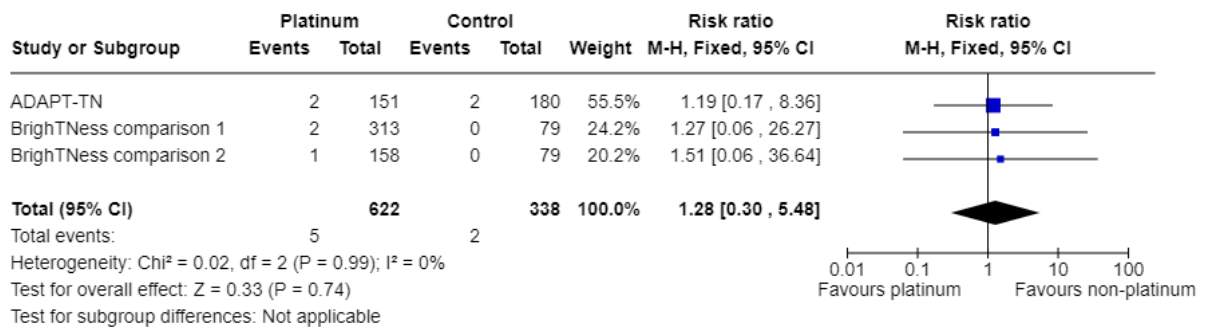 Platinum Control Risk ratio Risk ratio
Study or Subgroup Events Total Events Total Weight M-H, Fixed, 95% CI M-H, Fixed, 95% CI
ADAPT-TN 2 151 2 180 55.5% 1.19 [0.17 , 8.36]
BrighTNess comparison 1 2 313 0 79 24.2% 1.27 [0.06 , 26.27]
BrighTNess comparison 2 1 158 0 79 20.2% 1.51 [0.06 , 36.64]
Total (95% CI) 622 338 100.0% 1.28 [0.30 , 5.48]
Total events: 5 2
Heterogeneity: Chi² = 0.02, df = 2 (P = 0.99); I² = 0%
Test for overall effect: Z = 0.33 (P = 0.74)
Test for subgroup differences: Not applicable
0.01 0.1 1 10 100
Favours platinum Favours non-platinum